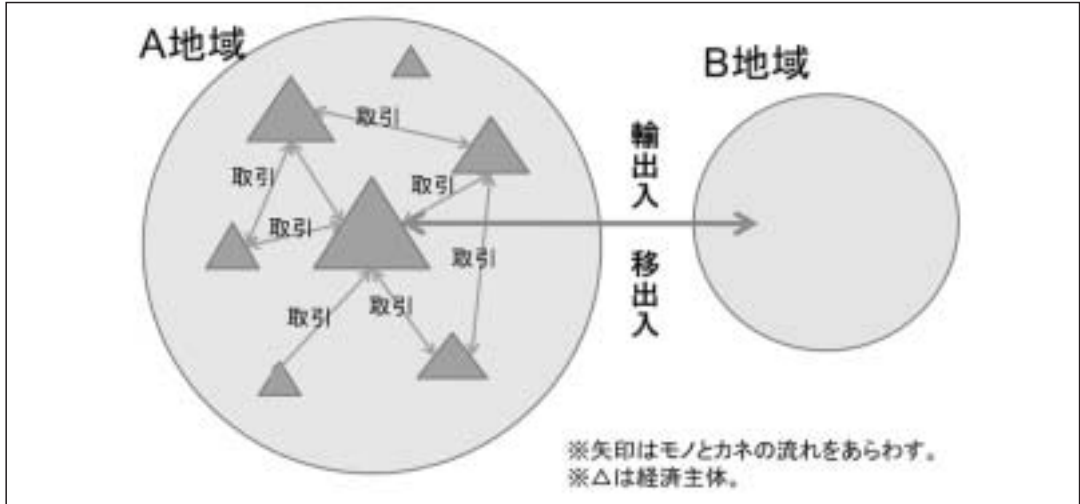 A地域
B地域
取引
取引
取引
取引
取引
取引
取引
輸出入
移出入
※矢印はモノとカネの流れをあらわす。
※△は経済主体。